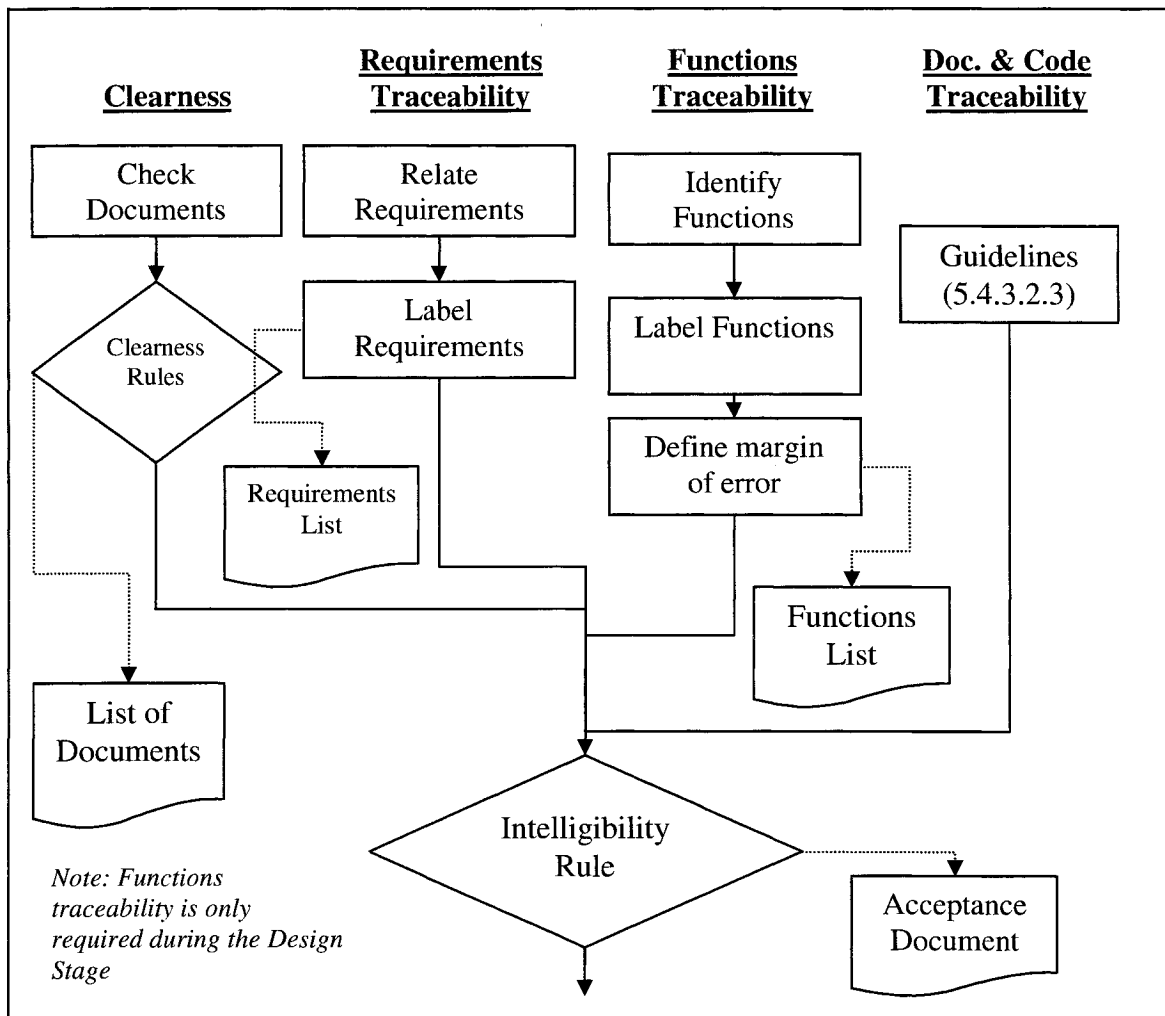 Clearness
Requirements
Traceability
Functions
Traceability
Doc. & Code
Traceability
Check
Documents
Relate
Requirements
Identify
Functions
Guidelines
(5.4.3.2.3)
Clearness
Rules
Label
Requirements
Label Functions
Define margin
of error
Requirements
List
Functions
List
List of
Documents
Intelligibility
Rule
Acceptance
Document
Note: Functions
traceability is only
required during the Design
Stage